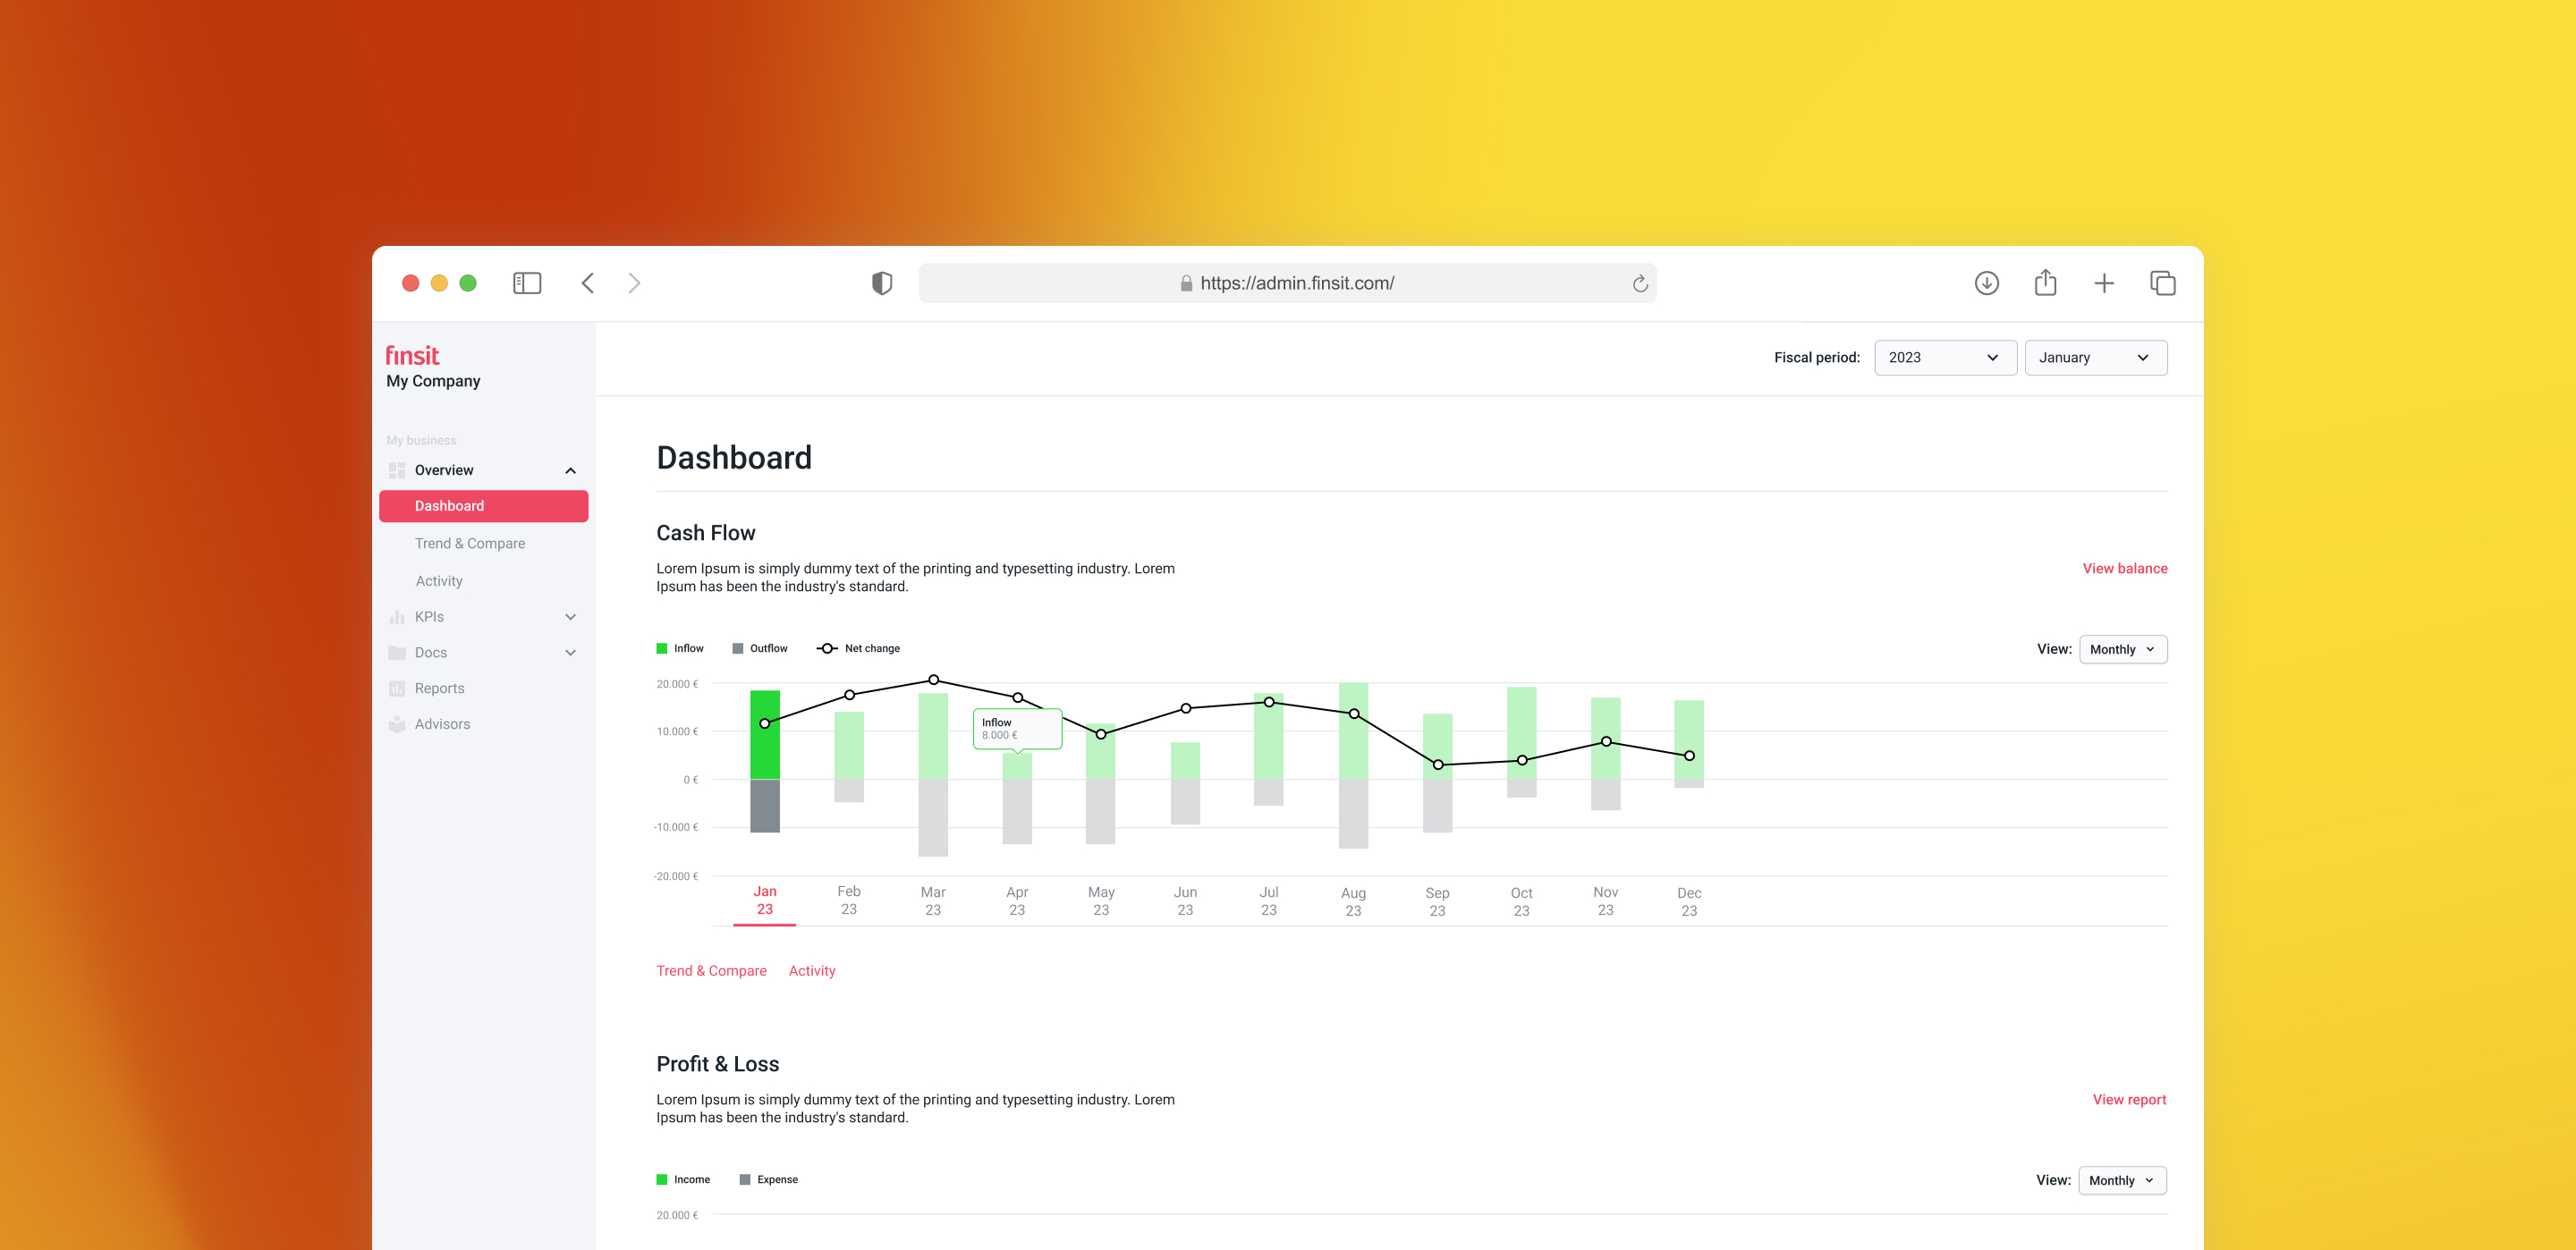 https://admin.finsit.com/
finsit
My Company
Fiscal period:
2023
January
My business
Overview
Dashboard
Trend & Compare
Activity
KPIs
Docs
Reports
Advisors
Dashboard
Cash Flow
Lorem Ipsum is simply dummy text of the printing and typesetting industry. Lorem
Ipsum has been the industry's standard.
View balance
Inflow
Outflow
Net change
View:
Monthly
20.000 €
10.000 €
0 €
-10.000 €
-20.000 €
Inflow
8.000 €
Jan
23
Feb
23
Mar
23
Apr
23
May
23
Jun
23
Jul
23
Aug
23
Sep
23
Oct
23
Nov
23
Dec
23
Trend & Compare
Activity
Profit & Loss
Lorem Ipsum is simply dummy text of the printing and typesetting industry. Lorem
Ipsum has been the industry's standard.
View report
Income
Expense
View:
Monthly
20.000 €